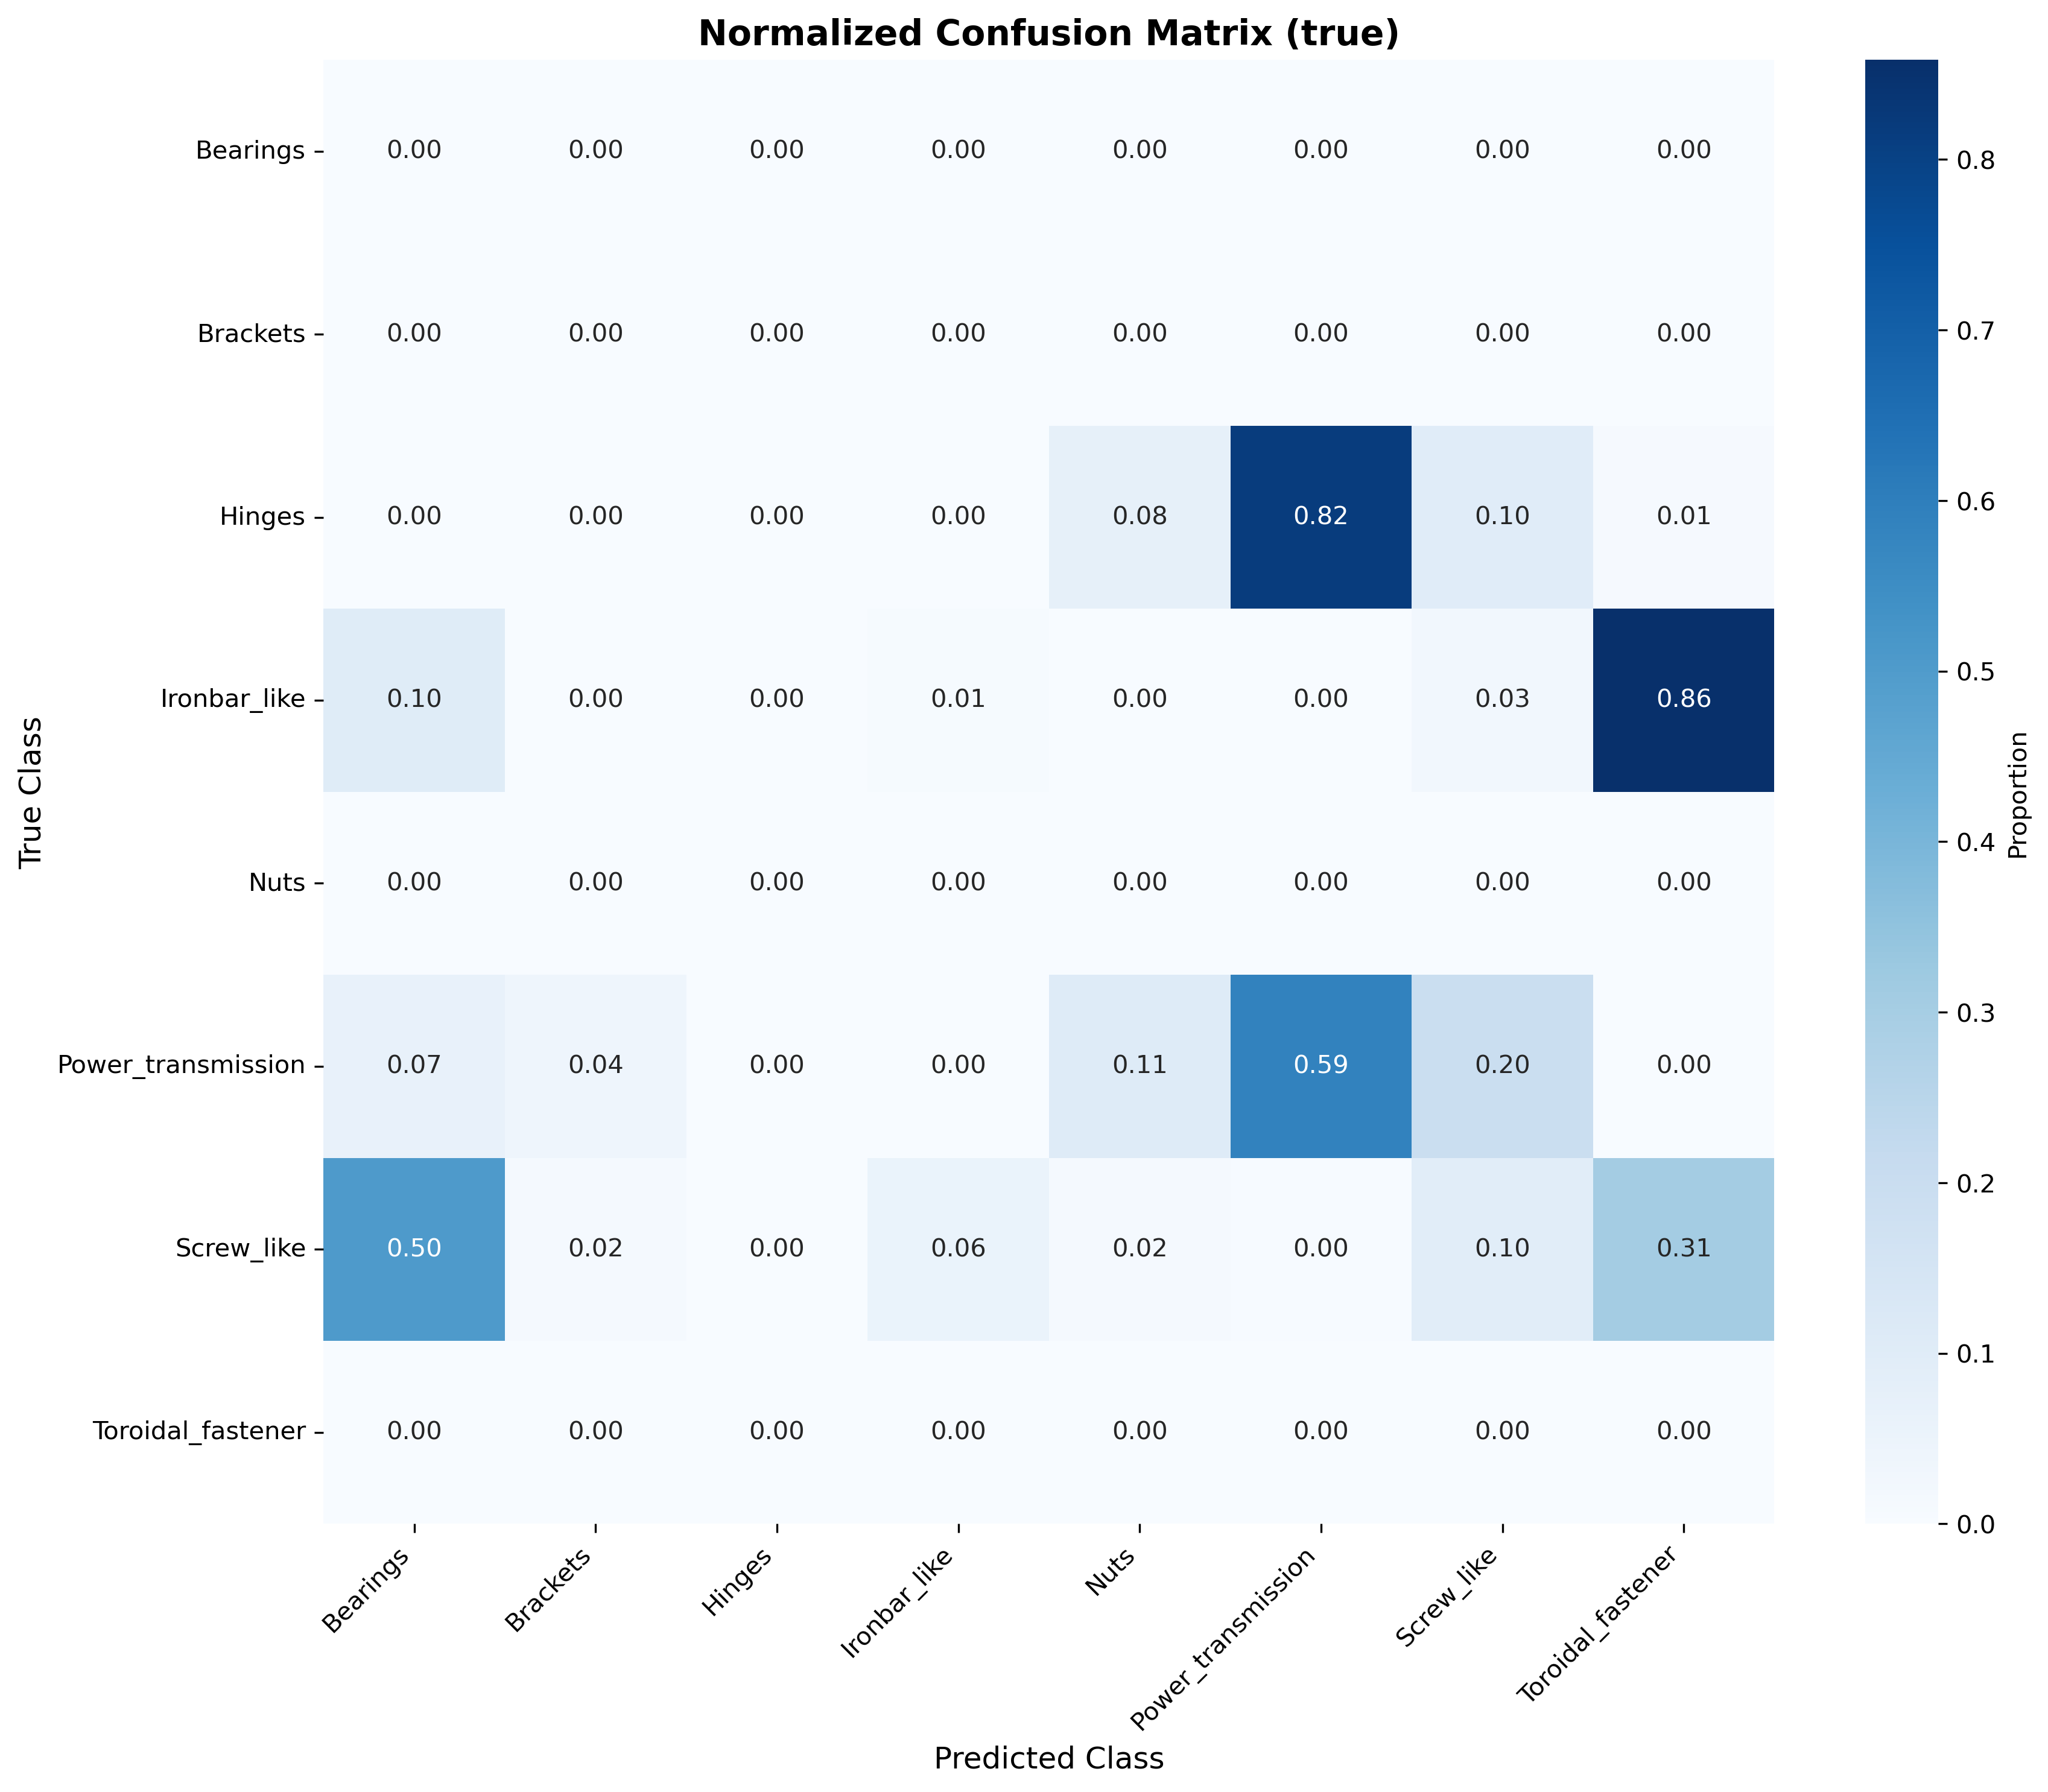 Normalized Confusion Matrix (true)
Bearings 0.00 0.00 0.00 0.00 0.00 0.00 0.00 0.00
Brackets 0.00 0.00 0.00 0.00 0.00 0.00 0.00 0.00
Hinges 0.00 0.00 0.00 0.00 0.08 0.82 0.10 0.01
Ironbar_like 0.10 0.00 0.00 0.01 0.00 0.00 0.03 0.86
Nuts 0.00 0.00 0.00 0.00 0.00 0.00 0.00 0.00
Power_transmission 0.07 0.04 0.00 0.00 0.11 0.59 0.20 0.00
Screw_like 0.50 0.02 0.00 0.06 0.02 0.00 0.10 0.31
Toroidal_fastener 0.00 0.00 0.00 0.00 0.00 0.00 0.00 0.00
True Class
Bearings Brackets Hinges Ironbar_like Nuts Power_transmission Screw_like Toroidal_fastener
Predicted Class
0.8
0.7
0.6
0.5
0.4
0.3
0.2
0.1
0.0
Proportion